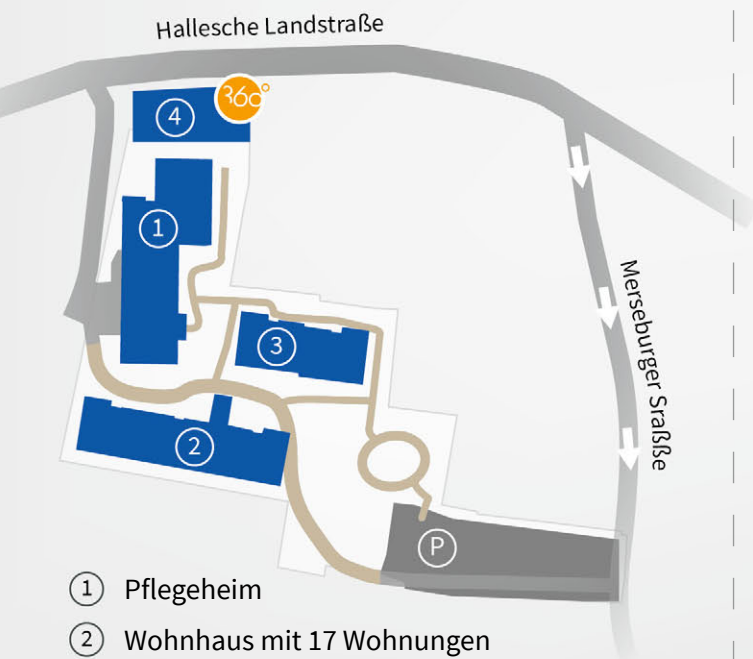 Hallesche Landstraße
360°
4
1
Merseburger Sraßße
3
2
P
1 Pflegeheim
2 Wohnhaus mit 17 Wohnungen